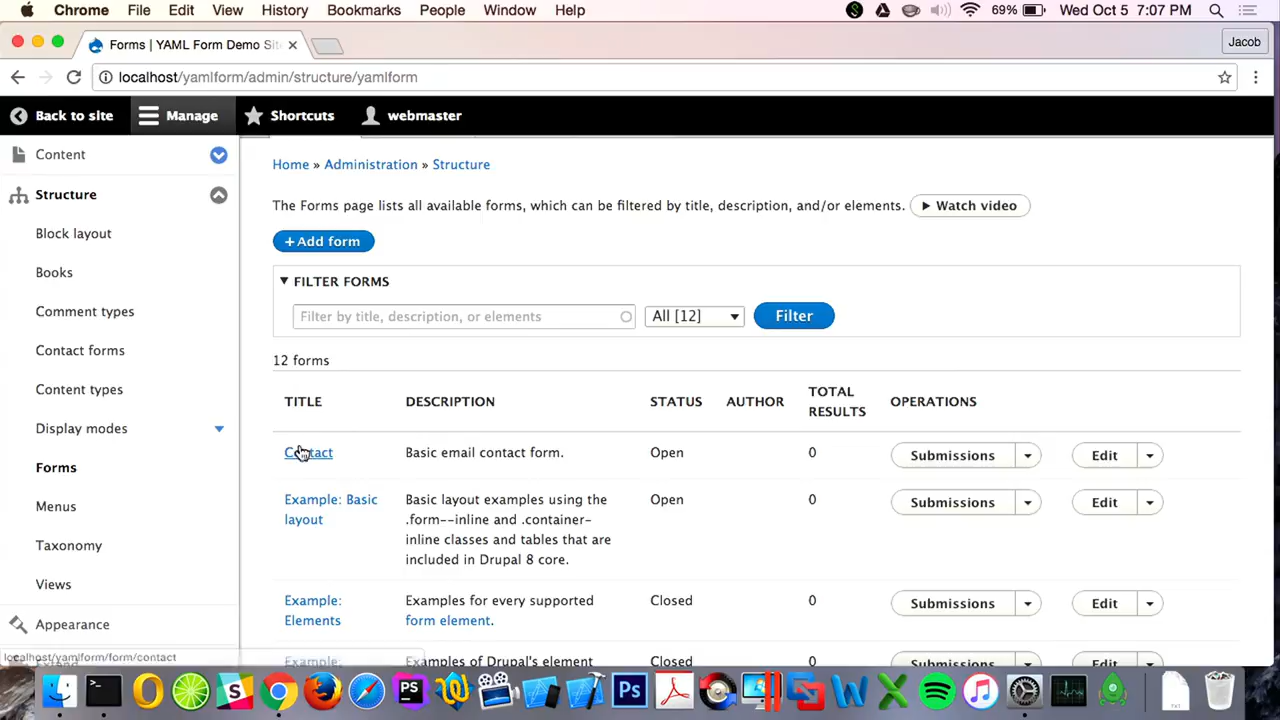 Chrome File Edit View History Bookmarks People Window Help 69% Wed Oct 5 7:07 PM
Forms | YAML Form Demo Sit
Jacob
localhost/yamlform/admin/structure/yamlform
Back to site Manage Shortcuts webmaster
Content
Structure
Block layout
Books
Comment types
Contact forms
Content types
Display modes
Forms
Menus
Taxonomy
Views
Appearance
localhost/yamlform/form/contact
Home » Administration » Structure
The Forms page lists all available forms, which can be filtered by title, description, and/or elements. Watch video
+ Add form
FILTER FORMS
Filter by title, description, or elements All [12] Filter
12 forms
TITLE DESCRIPTION STATUS AUTHOR TOTAL RESULTS OPERATIONS
Contact Basic email contact form. Open 0 Submissions Edit
Example: Basic layout Basic layout examples using the Open 0 Submissions Edit
.form--inline and .container-
inline classes and tables that are
included in Drupal 8 core.
Example: Elements Examples for every supported Closed 0 Submissions Edit
form element.
Example: Examples of Drupal's element Closed 0 Submissions Edit